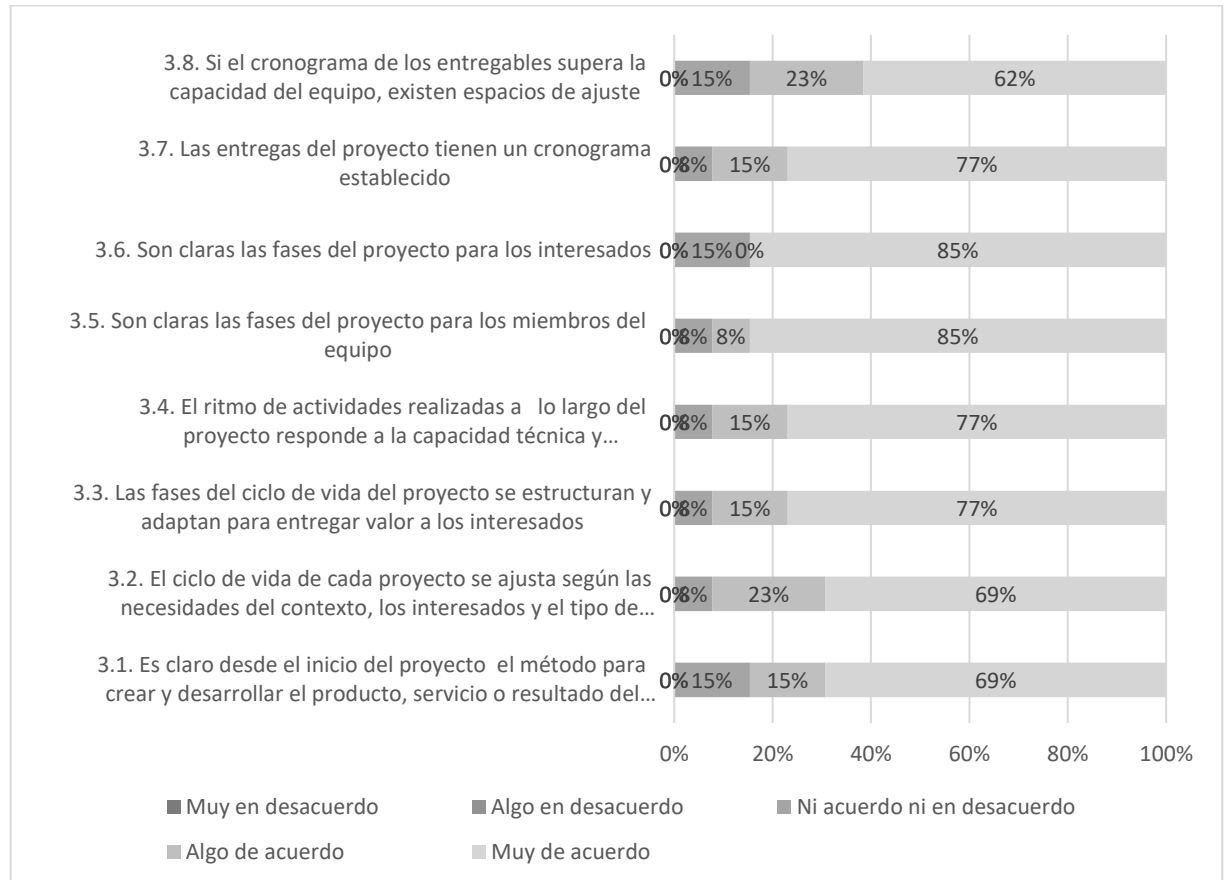 3.8. Si el cronograma de los entregables supera la
capacidad del equipo, existen espacios de ajuste
0% 15% 23% 62%
3.7. Las entregas del proyecto tienen un cronograma
establecido
0% 8% 15% 77%
3.6. Son claras las fases del proyecto para los interesados
0% 15% 0% 85%
3.5. Son claras las fases del proyecto para los miembros del
equipo
0% 8% 8% 85%
3.4. El ritmo de actividades realizadas a lo largo del
proyecto responde a la capacidad técnica y…
0% 8% 15% 77%
3.3. Las fases del ciclo de vida del proyecto se estructuran y
adaptan para entregar valor a los interesados
0% 8% 15% 77%
3.2. El ciclo de vida de cada proyecto se ajusta según las
necesidades del contexto, los interesados y el tipo de…
0% 8% 23% 69%
3.1. Es claro desde el inicio del proyecto el método para
crear y desarrollar el producto, servicio o resultado del…
0% 15% 15% 69%
0% 20% 40% 60% 80% 100%
Muy en desacuerdo Algo en desacuerdo Ni acuerdo ni en desacuerdo
Algo de acuerdo Muy de acuerdo